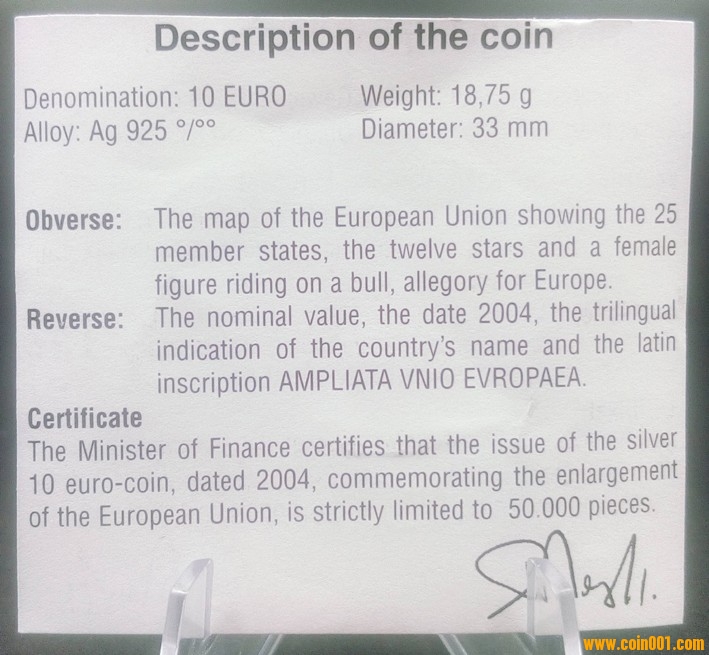 Description of the coin
Denomination: 10 EURO Weight: 18,75 g
Alloy: Ag 925 °/°° Diameter: 33 mm
Obverse: The map of the European Union showing the 25
member states, the twelve stars and a female
figure riding on a bull, allegory for Europe.
Reverse: The nominal value, the date 2004, the trilingual
indication of the country's name and the latin
inscription AMPLIATA VNIO EVROPAEA.
Certificate
The Minister of Finance certifies that the issue of the silver
10 euro-coin, dated 2004, commemorating the enlargement
of the European Union, is strictly limited to 50.000 pieces.
www.coin001.com